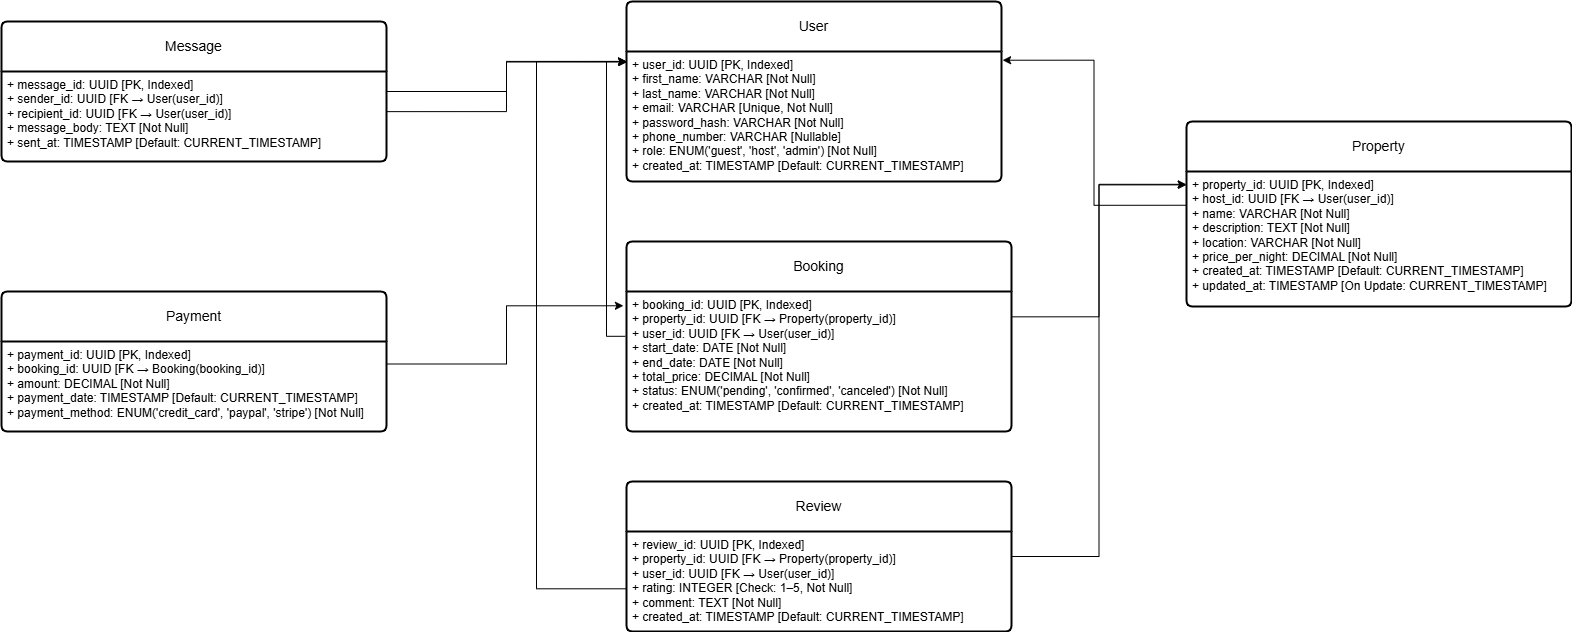 Message
+ message_id: UUID [PK, Indexed]
+ sender_id: UUID [FK → User(user_id)]
+ recipient_id: UUID [FK → User(user_id)]
+ message_body: TEXT [Not Null]
+ sent_at: TIMESTAMP [Default: CURRENT_TIMESTAMP]
User
+ user_id: UUID [PK, Indexed]
+ first_name: VARCHAR [Not Null]
+ last_name: VARCHAR [Not Null]
+ email: VARCHAR [Unique, Not Null]
+ password_hash: VARCHAR [Not Null]
+ phone_number: VARCHAR [Nullable]
+ role: ENUM('guest', 'host', 'admin') [Not Null]
+ created_at: TIMESTAMP [Default: CURRENT_TIMESTAMP]
Property
+ property_id: UUID [PK, Indexed]
+ host_id: UUID [FK → User(user_id)]
+ name: VARCHAR [Not Null]
+ description: TEXT [Not Null]
+ location: VARCHAR [Not Null]
+ price_per_night: DECIMAL [Not Null]
+ created_at: TIMESTAMP [Default: CURRENT_TIMESTAMP]
+ updated_at: TIMESTAMP [On Update: CURRENT_TIMESTAMP]
Payment
+ payment_id: UUID [PK, Indexed]
+ booking_id: UUID [FK → Booking(booking_id)]
+ amount: DECIMAL [Not Null]
+ payment_date: TIMESTAMP [Default: CURRENT_TIMESTAMP]
+ payment_method: ENUM('credit_card', 'paypal', 'stripe') [Not Null]
Booking
+ booking_id: UUID [PK, Indexed]
+ property_id: UUID [FK → Property(property_id)]
+ user_id: UUID [FK → User(user_id)]
+ start_date: DATE [Not Null]
+ end_date: DATE [Not Null]
+ total_price: DECIMAL [Not Null]
+ status: ENUM('pending', 'confirmed', 'canceled') [Not Null]
+ created_at: TIMESTAMP [Default: CURRENT_TIMESTAMP]
Review
+ review_id: UUID [PK, Indexed]
+ property_id: UUID [FK → Property(property_id)]
+ user_id: UUID [FK → User(user_id)]
+ rating: INTEGER [Check: 1–5, Not Null]
+ comment: TEXT [Not Null]
+ created_at: TIMESTAMP [Default: CURRENT_TIMESTAMP]